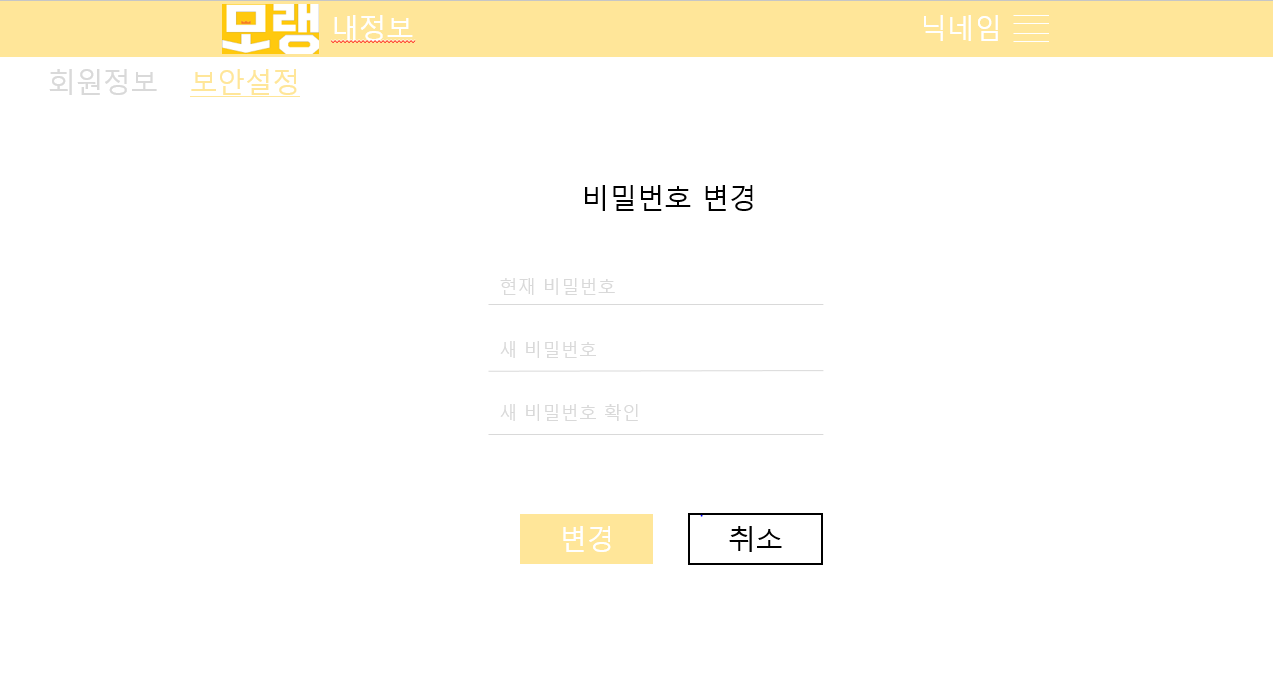 모랭 내정보 닉네임
회원정보 보안설정
비밀번호 변경
현재 비밀번호
새 비밀번호
새 비밀번호 확인
변경 취소